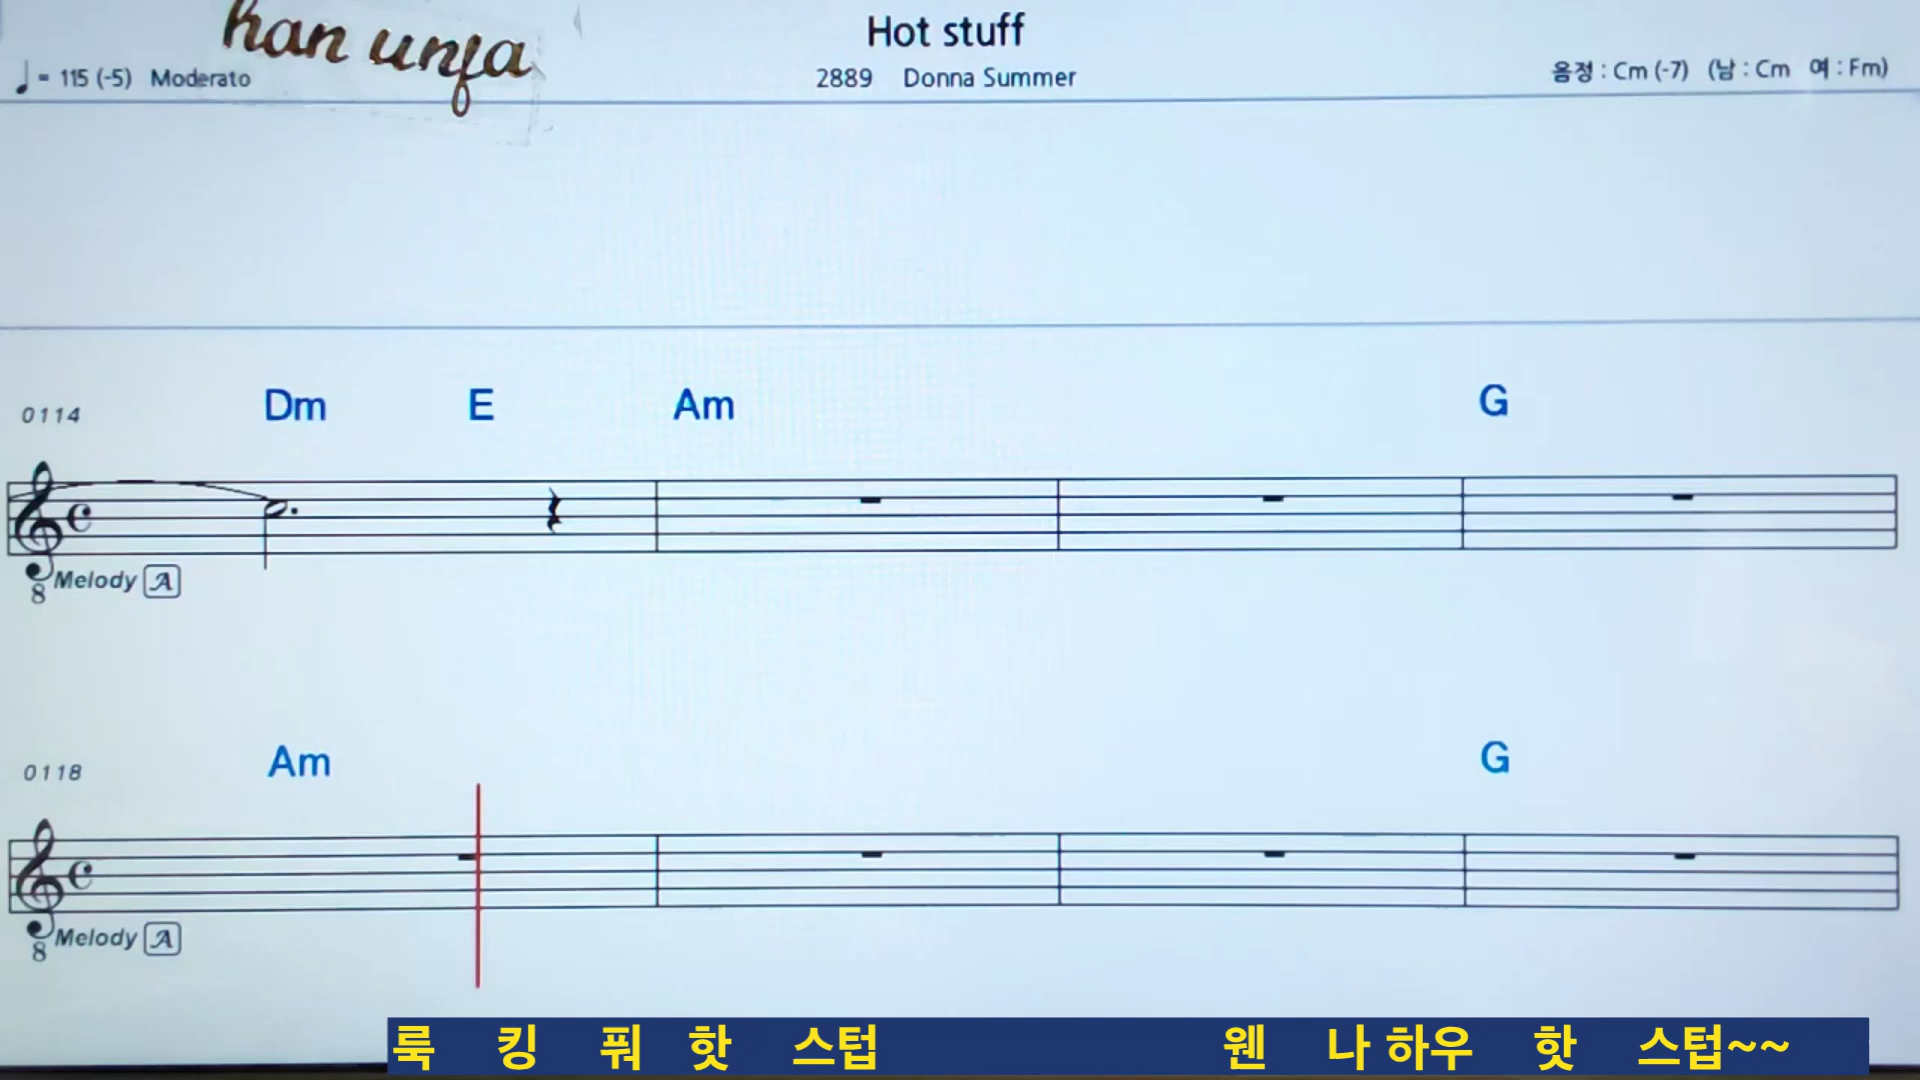 han unja
Hot stuff
♩ = 115 (-5) Moderato
2889 Donna Summer
음정 : Cm (-7) (남 : Cm 여 : Fm)
0114
Dm E Am G
8 Melody A
0118
Am G
8 Melody A
룩 킹 풔 핫 스텁 웬 나 하우 핫 스텁~~